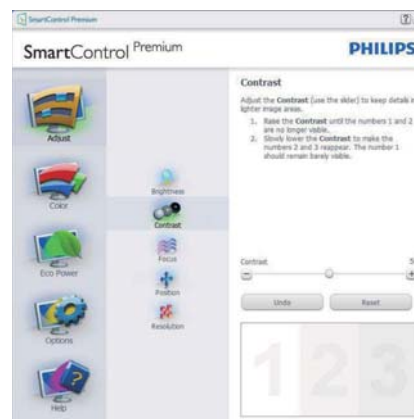 SmartControl Premium
SmartControl Premium
PHILIPS
Adjust
Color
Eco Power
Options
Help
Brightness
Contrast
Focus
Position
Resolution
Contrast
Adjust the Contrast (use the slider) to keep details in
lighter image areas.
1. Raise the Contrast until the numbers 1 and 2
are no longer visible.
2. Slowly lower the Contrast to make the
numbers 2 and 3 reappear. The number 1
should remain barely visible.
Contrast
Undo
Reset
1 2 3